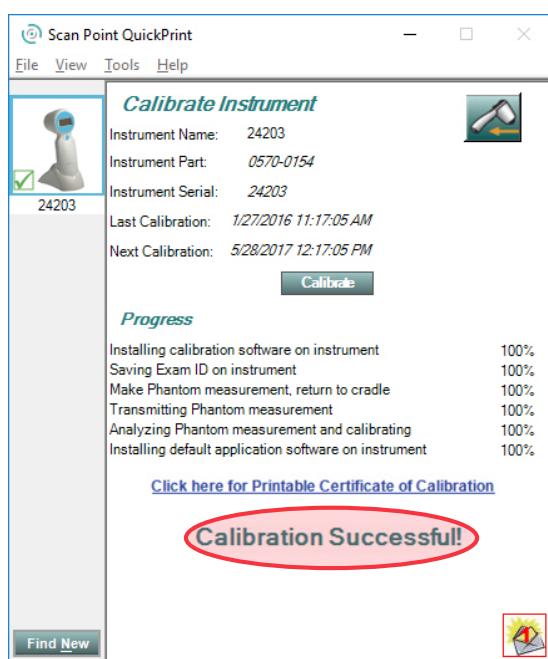 Scan Point QuickPrint
File View Tools Help
24203
Calibrate Instrument
Instrument Name: 24203
Instrument Part: 0570-0154
Instrument Serial: 24203
Last Calibration: 1/27/2016 11:17:05 AM
Next Calibration: 5/28/2017 12:17:05 PM
Calibrate
Progress
Installing calibration software on instrument 100%
Saving Exam ID on instrument 100%
Make Phantom measurement, return to cradle 100%
Transmitting Phantom measurement 100%
Analyzing Phantom measurement and calibrating 100%
Installing default application software on instrument 100%
Click here for Printable Certificate of Calibration
Calibration Successful!
Find New
1